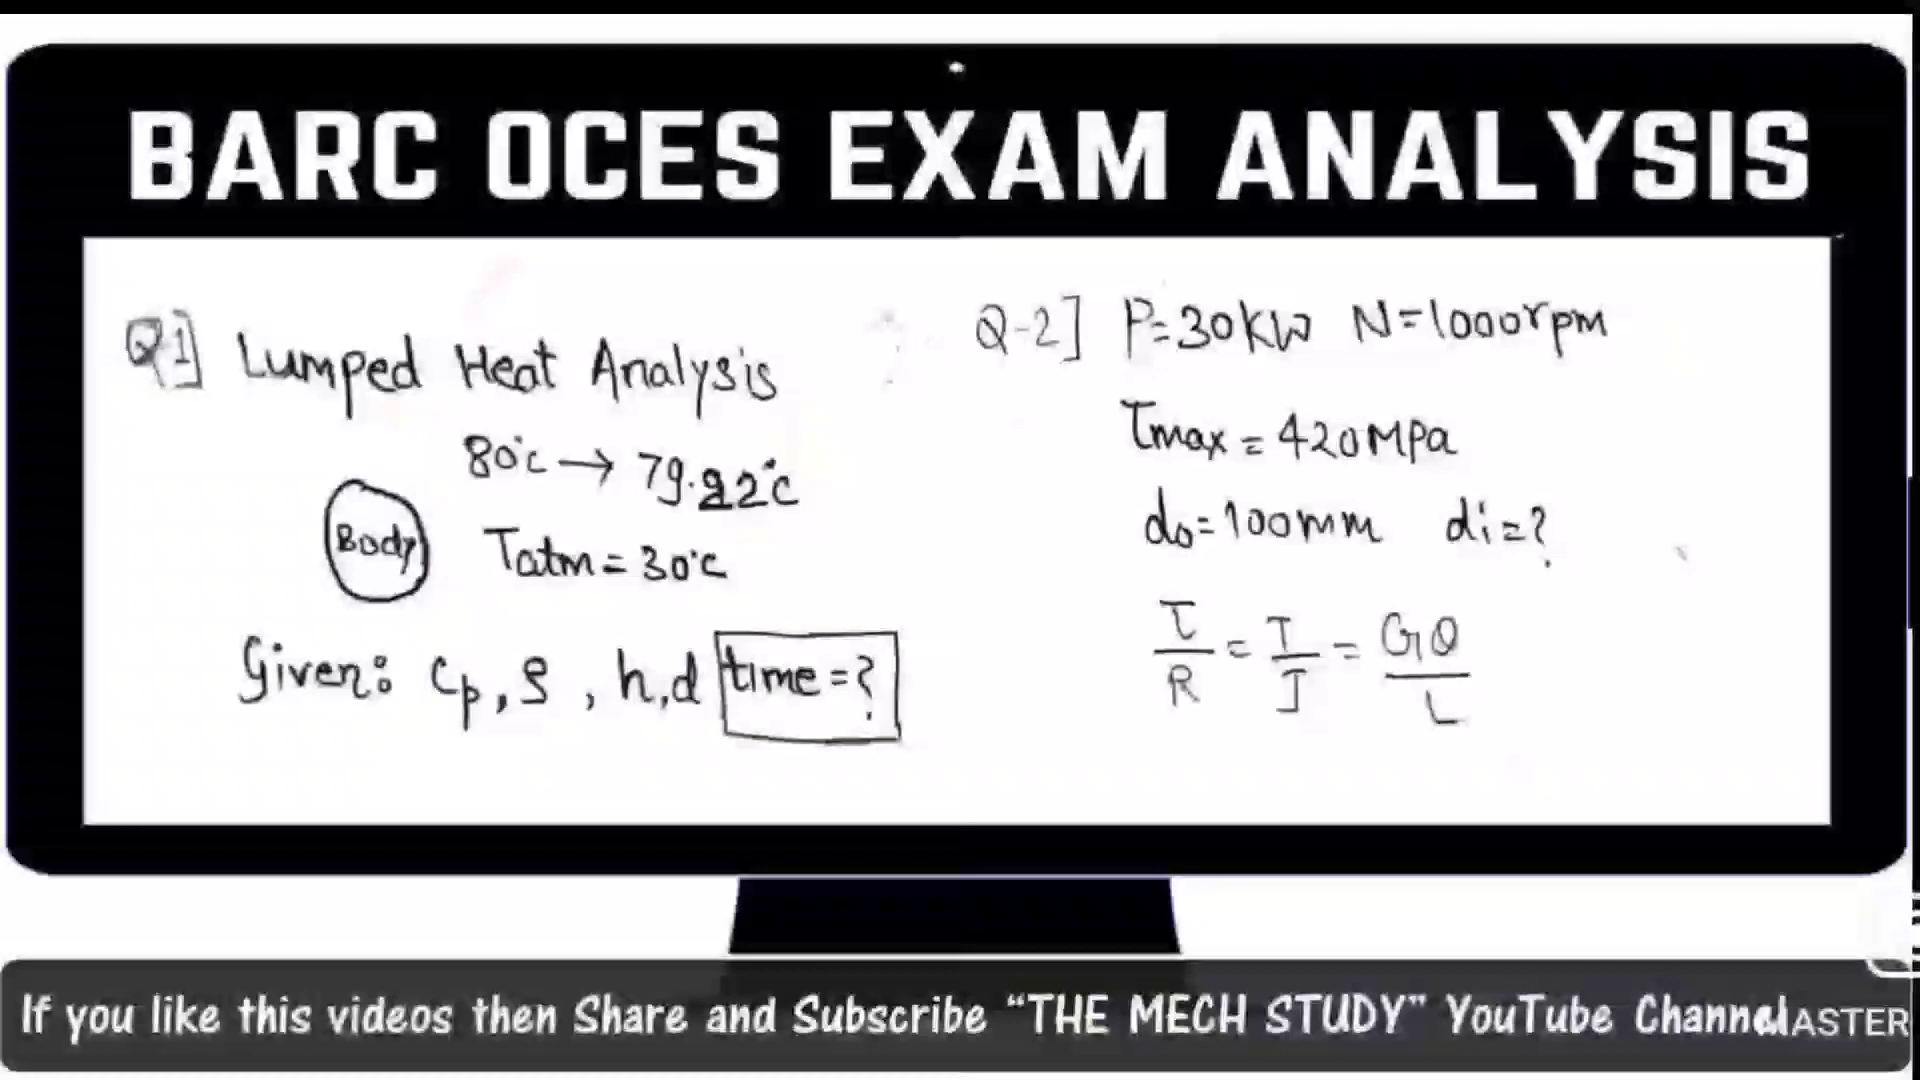 BARC OCES EXAM ANALYSIS
Q1] Lumped Heat Analysis
80°c → 79.22°c
Body
Tatm = 30°c
Given: Cp, ρ, h, d time = ?
Q-2] P = 30kW N = 1000rpm
τmax = 420MPa
do = 100mm di = ?
τ/R = T/J = Gθ/L
If you like this videos then Share and Subscribe “THE MECH STUDY” YouTube Channel
ASTER